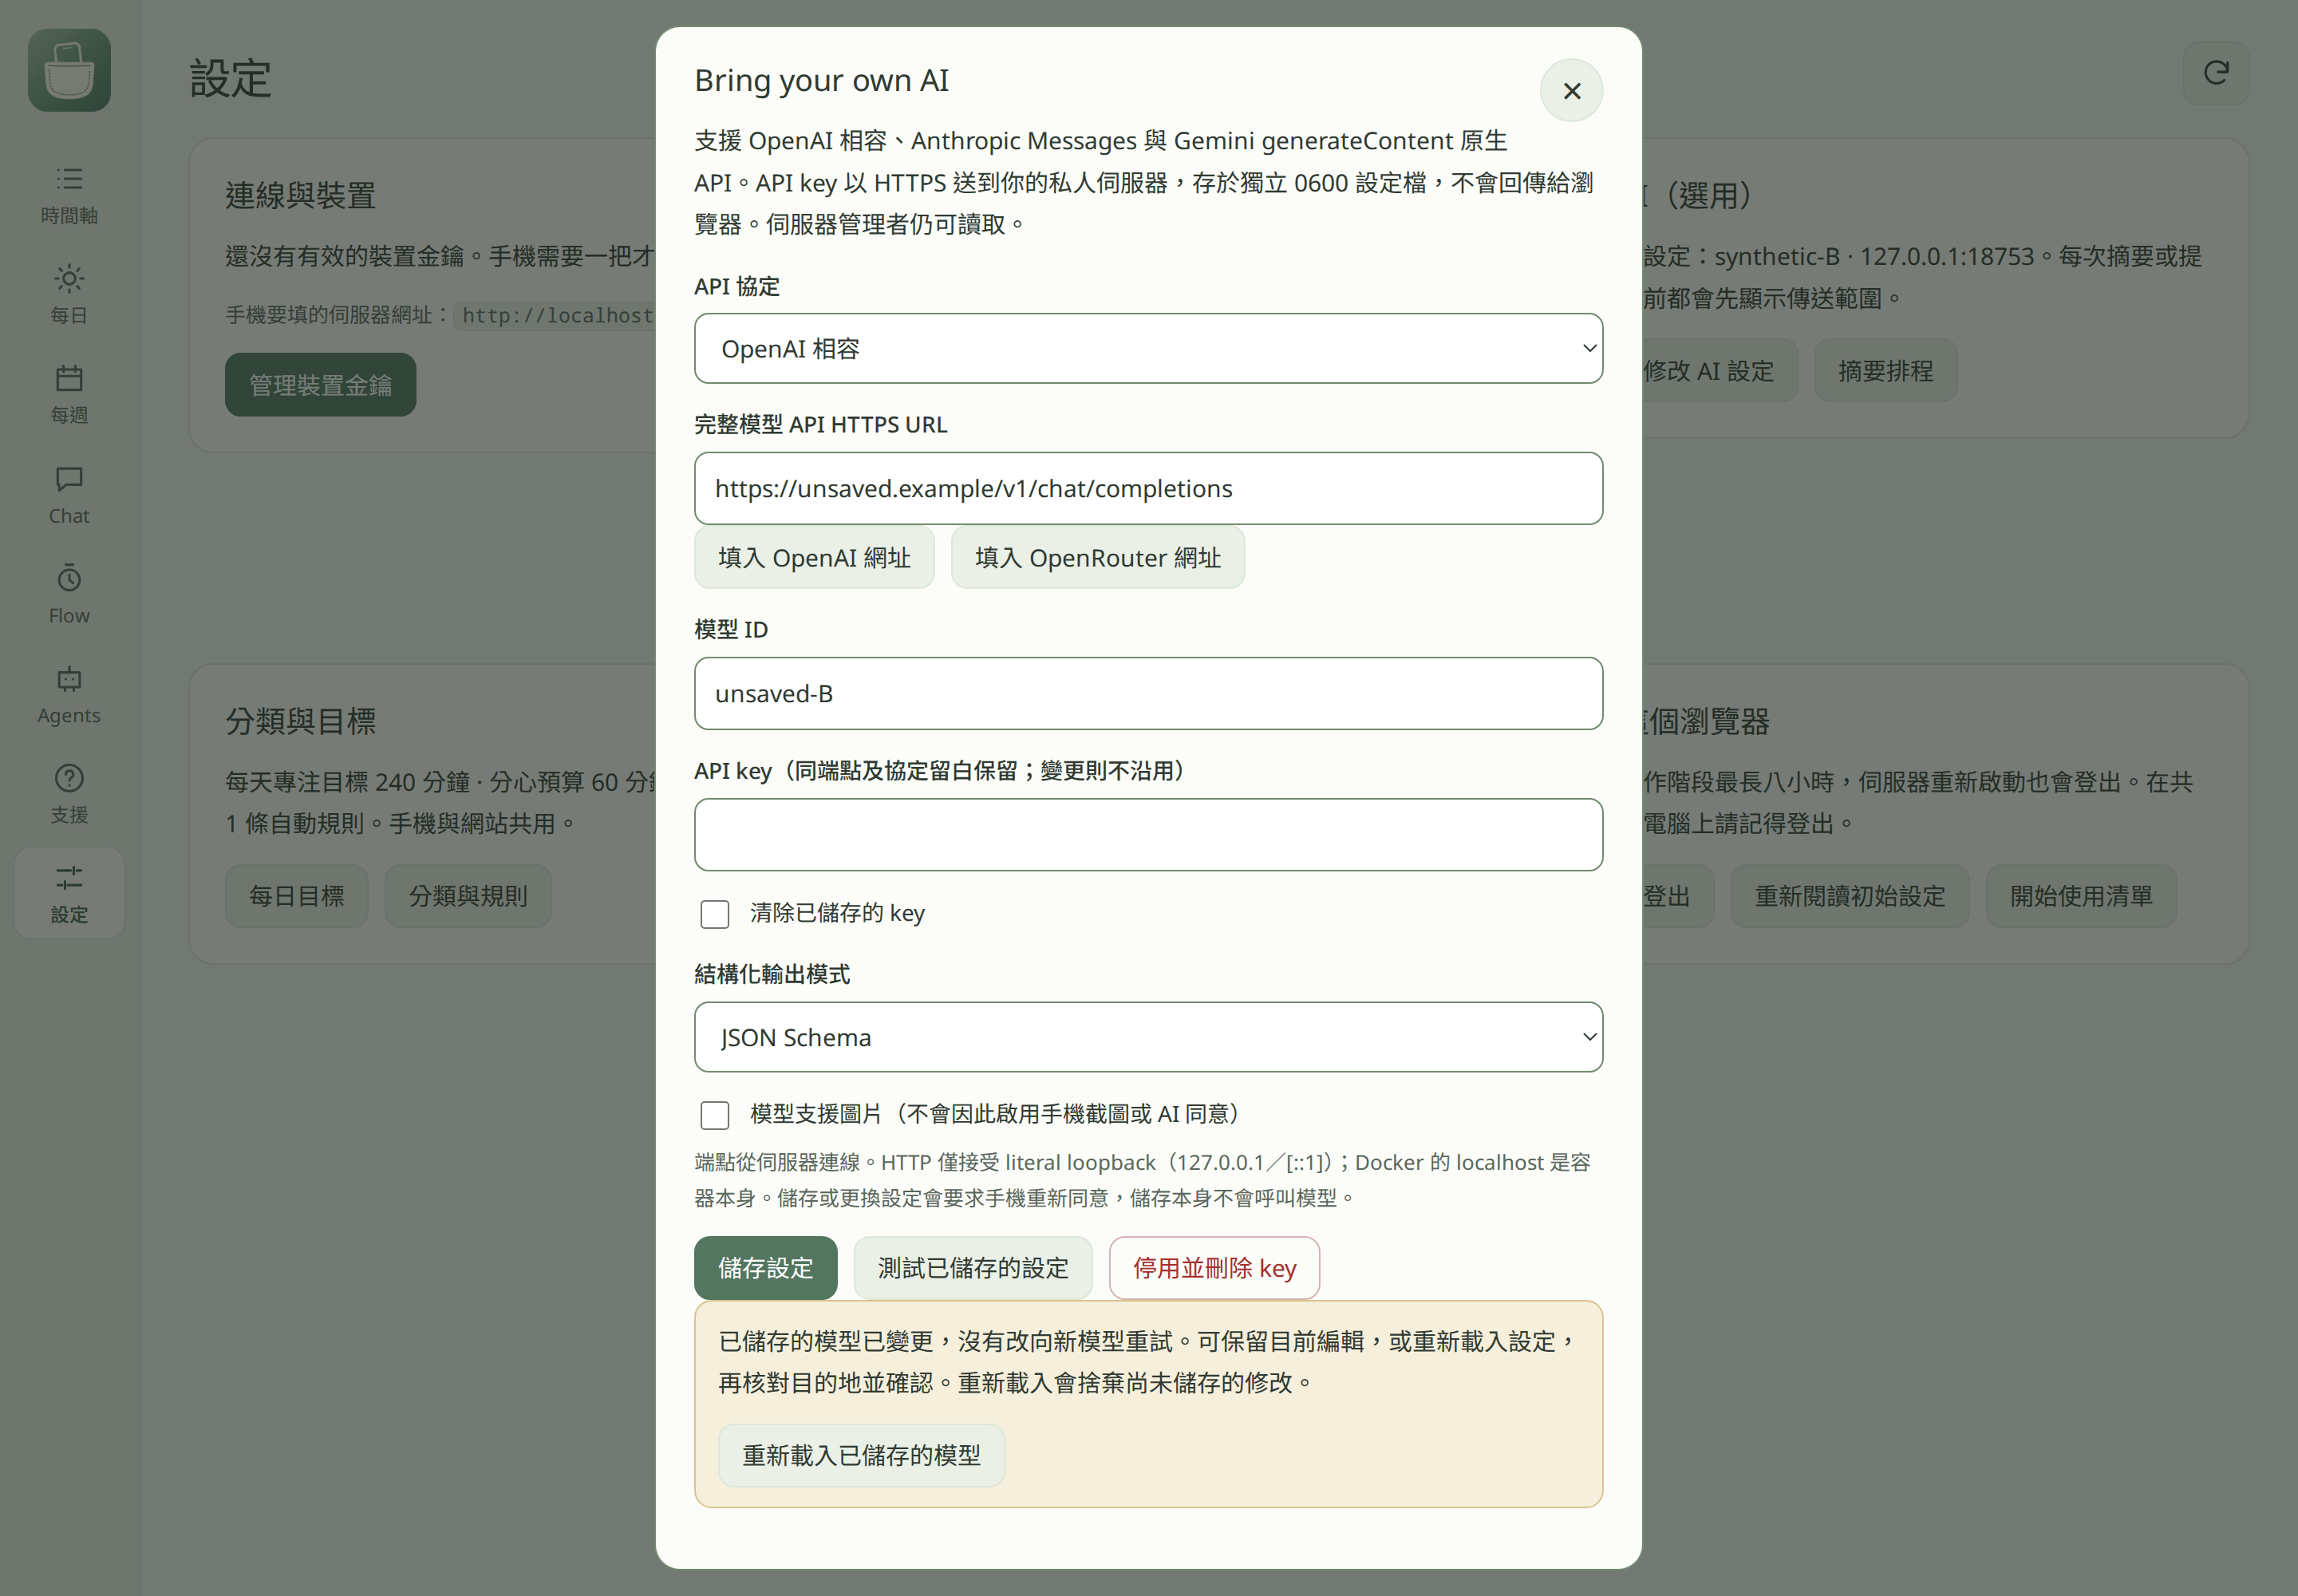 設定
時間軸
每日
每週
Chat
Flow
Agents
支援
設定
連線與裝置
還沒有有效的裝置金鑰。手機需要一把才
手機要填的伺服器網址：http://localhost
管理裝置金鑰
分類與目標
每天專注目標 240 分鐘 · 分心預算 60 分
1 條自動規則。手機與網站共用。
每日目標
分類與規則
Bring your own AI
×
支援 OpenAI 相容、Anthropic Messages 與 Gemini generateContent 原生
API。API key 以 HTTPS 送到你的私人伺服器，存於獨立 0600 設定檔，不會回傳給瀏
覽器。伺服器管理者仍可讀取。
API 協定
OpenAI 相容
完整模型 API HTTPS URL
https://unsaved.example/v1/chat/completions
填入 OpenAI 網址
填入 OpenRouter 網址
模型 ID
unsaved-B
API key（同端點及協定留白保留；變更則不沿用）
清除已儲存的 key
結構化輸出模式
JSON Schema
模型支援圖片（不會因此啟用手機截圖或 AI 同意）
端點從伺服器連線。HTTP 僅接受 literal loopback（127.0.0.1／[::1]）；Docker 的 localhost 是容
器本身。儲存或更換設定會要求手機重新同意，儲存本身不會呼叫模型。
儲存設定
測試已儲存的設定
停用並刪除 key
已儲存的模型已變更，沒有改向新模型重試。可保留目前編輯，或重新載入設定，
再核對目的地並確認。重新載入會捨棄尚未儲存的修改。
重新載入已儲存的模型
（選用）
設定：synthetic-B · 127.0.0.1:18753。每次摘要或提
前都會先顯示傳送範圍。
修改 AI 設定
摘要排程
個瀏覽器
作階段最長八小時，伺服器重新啟動也會登出。在共
電腦上請記得登出。
登出
重新閱讀初始設定
開始使用清單